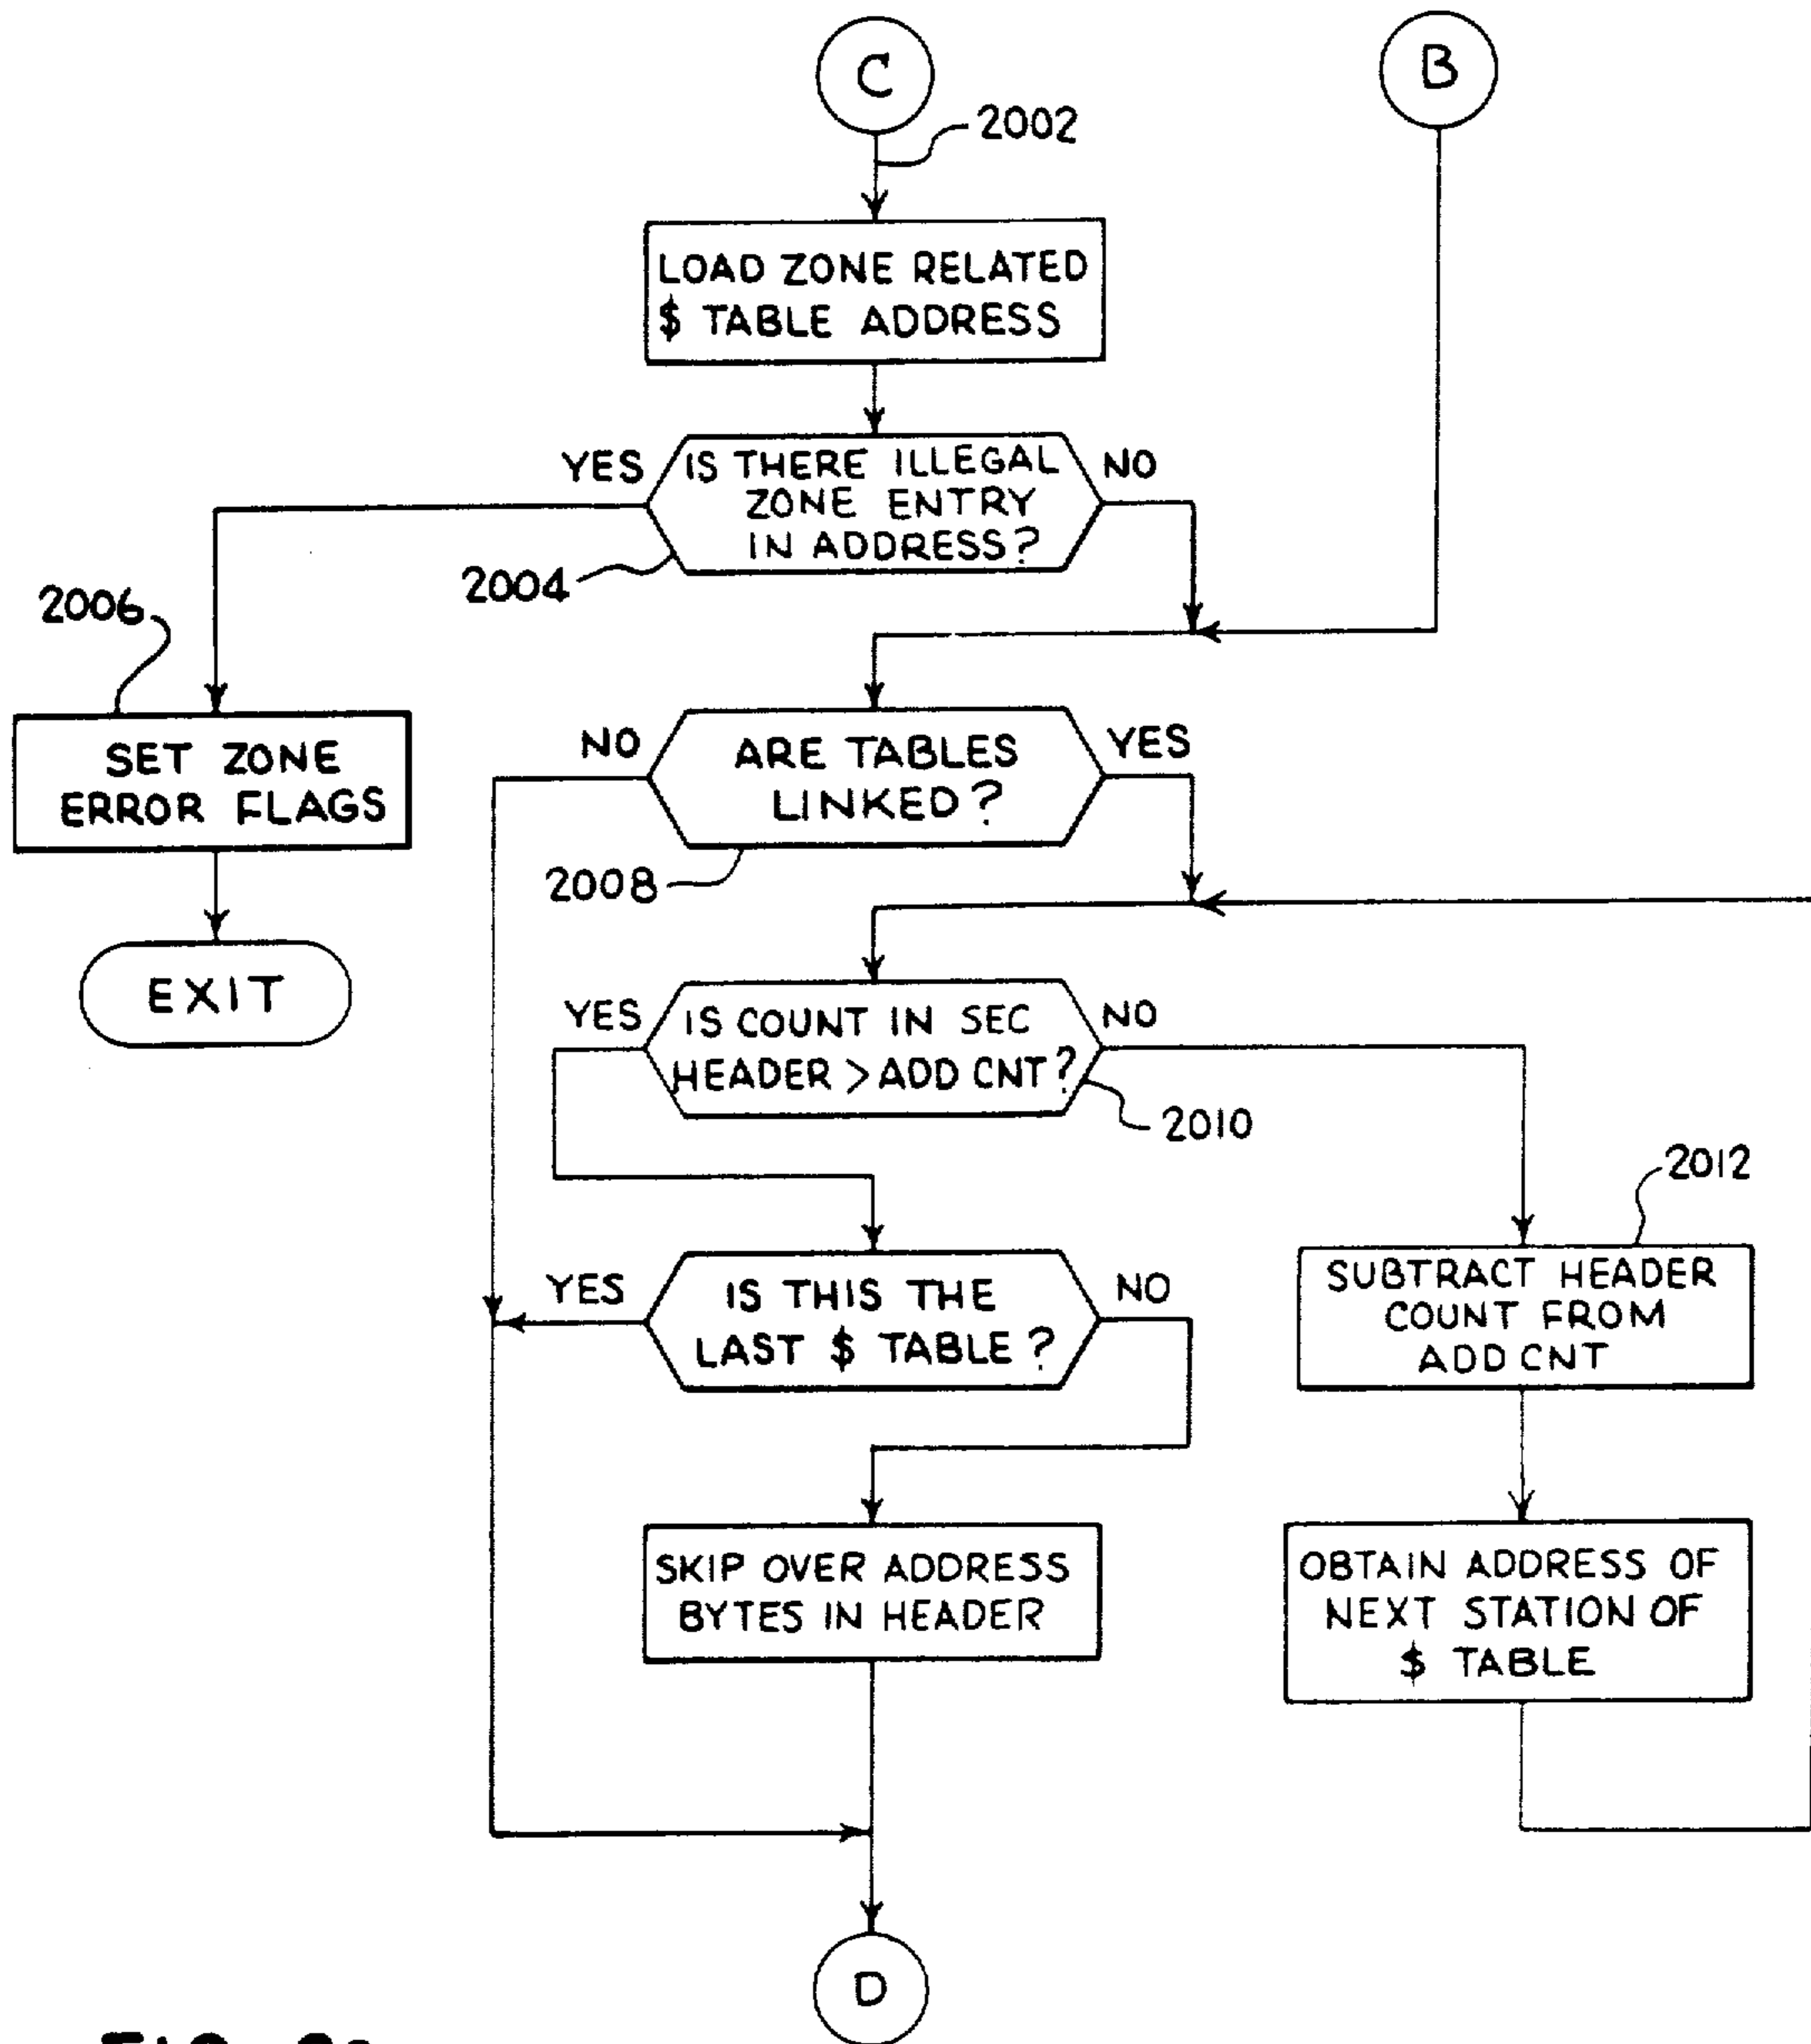 C
B
2002
LOAD ZONE RELATED
$ TABLE ADDRESS
YES
IS THERE ILLEGAL
ZONE ENTRY
IN ADDRESS?
NO
2004
2006
SET ZONE
ERROR FLAGS
EXIT
NO
ARE TABLES
LINKED?
YES
2008
YES
IS COUNT IN SEC
HEADER > ADD CNT?
NO
2010
2012
SUBTRACT HEADER
COUNT FROM
ADD CNT
YES
IS THIS THE
LAST $ TABLE?
NO
SKIP OVER ADDRESS
BYTES IN HEADER
OBTAIN ADDRESS OF
NEXT STATION OF
$ TABLE
D